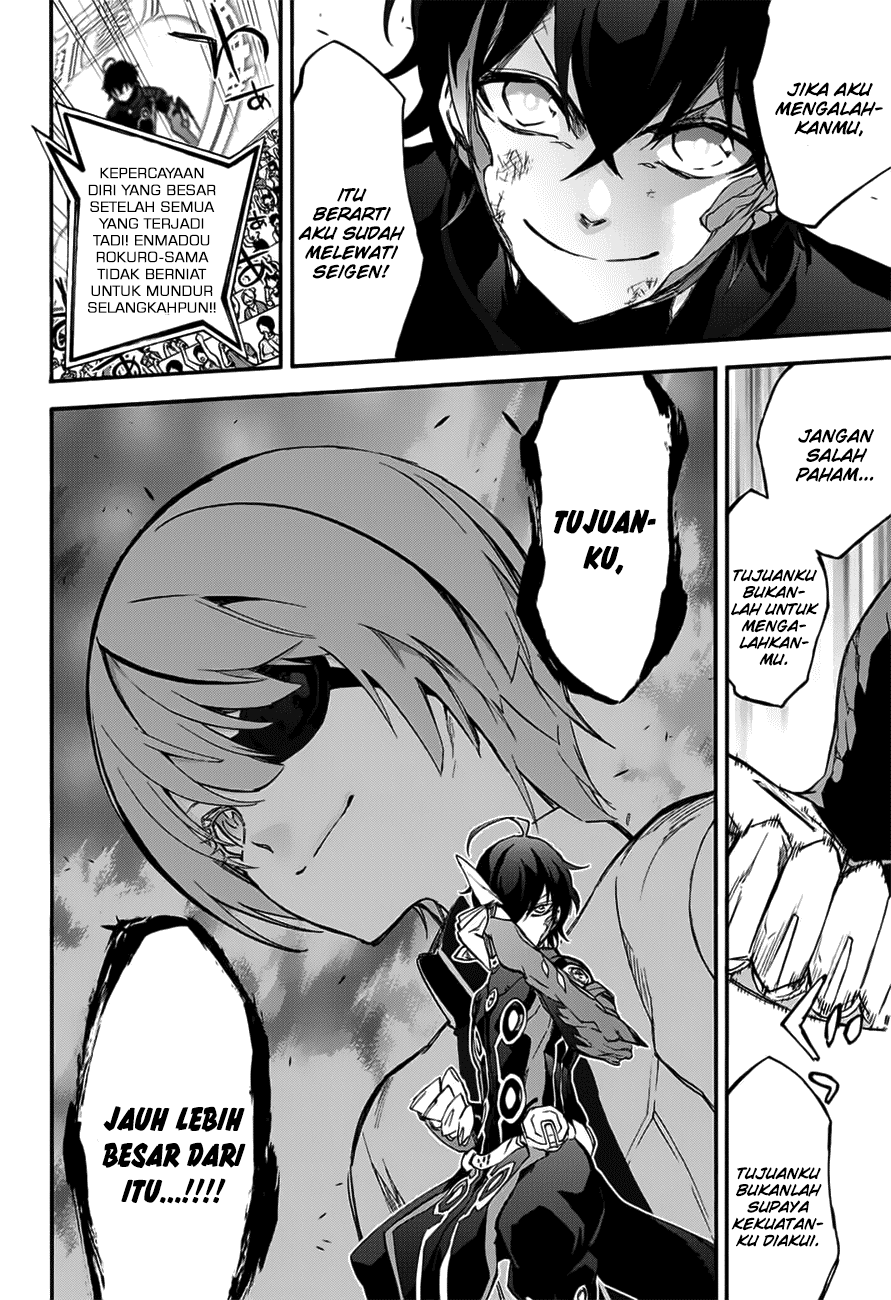 JIKA AKU
MENGALAH-
KANMU,
ITU
BERARTI
AKU SUDAH
MELEWATI
SEIGEN!
わ
あ
KEPERCAYAAN
DIRI YANG BESAR
SETELAH SEMUA
YANG TERJADI
TADI! ENMADOU
ROKURO-SAMA
TIDAK BERNIAT
UNTUK MUNDUR
SELANGKAHPUN!!
JANGAN
SALAH
PAHAM...
TUJUANKU
BUKAN-
LAH UNTUK
MENGA-
LAHKAN-
MU.
TUJUANKU
BUKANLAH
SUPAYA
KEKUATAN-
KU DIAKUI.
TUJUAN-
KU,
JAUH LEBIH
BESAR DARI
ITU...!!!!